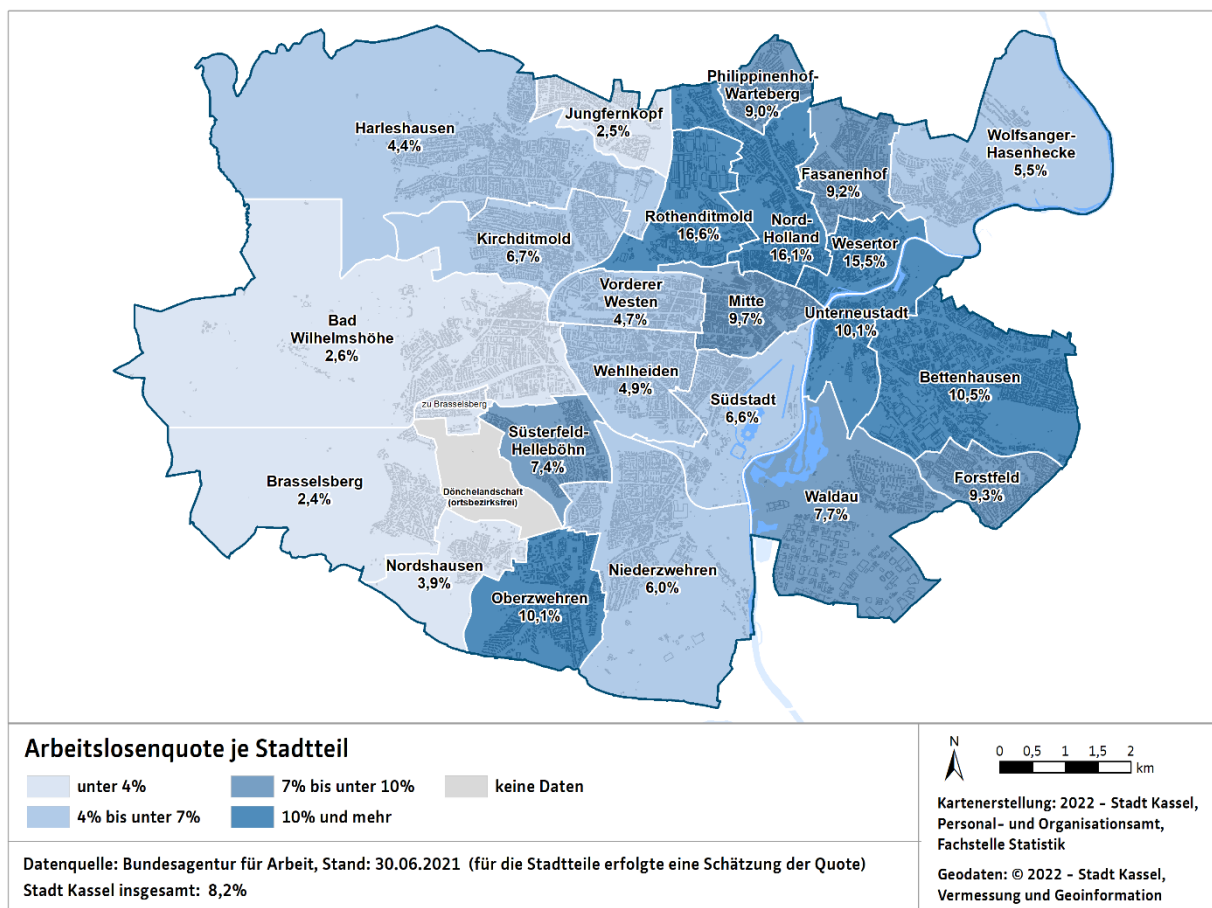 Philippinenhof-
Warteberg
9,0%
Jungfernkopf
2,5%
Harleshausen
4,4%
Wolfsanger-
Hasenhecke
5,5%
Fasanenhof
9,2%
Rothenditmold
16,6%
Nord-
Holland
16,1%
Wesertor
15,5%
Kirchditmold
6,7%
Vorderer
Westen
4,7%
Mitte
9,7%
Unterneustadt
10,1%
Bad
Wilhelmshöhe
2,6%
Wehlheiden
4,9%
Bettenhausen
10,5%
Südstadt
6,6%
zu Brasselsberg
Süsterfeld-
Helleböhn
7,4%
Brasselsberg
2,4%
Dönchelandschaft
(ortsbezirksfrei)
Forstfeld
9,3%
Waldau
7,7%
Nordshausen
3,9%
Niederzwehren
6,0%
Oberzwehren
10,1%
Arbeitslosenquote je Stadtteil
unter 4%
7% bis unter 10%
keine Daten
4% bis unter 7%
10% und mehr
Datenquelle: Bundesagentur für Arbeit, Stand: 30.06.2021 (für die Stadtteile erfolgte eine Schätzung der Quote)
Stadt Kassel insgesamt: 8,2%
N
0 0,5 1 1,5 2
km
Kartenerstellung: 2022 - Stadt Kassel,
Personal- und Organisationsamt,
Fachstelle Statistik
Geodaten: © 2022 - Stadt Kassel,
Vermessung und Geoinformation